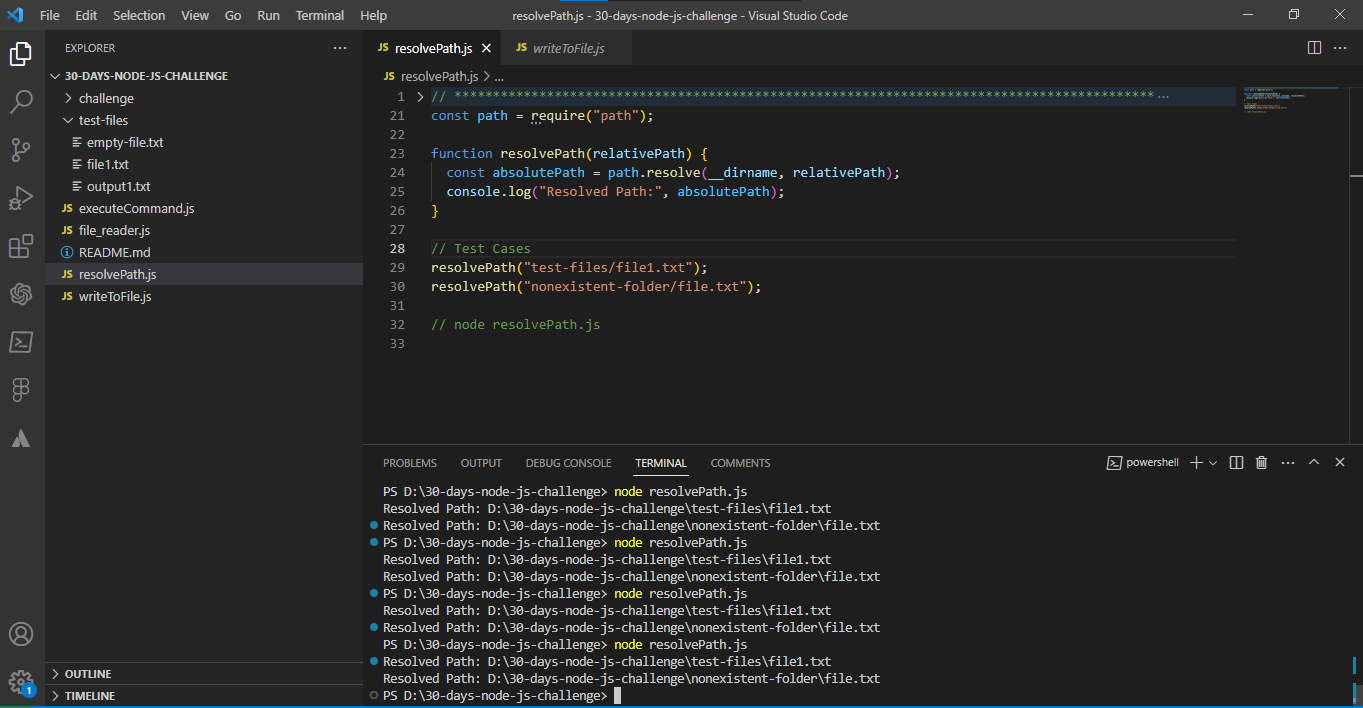 File Edit Selection View Go Run Terminal Help
resolvePath.js - 30-days-node-js-challenge - Visual Studio Code
EXPLORER
30-DAYS-NODE-JS-CHALLENGE
challenge
test-files
empty-file.txt
file1.txt
output1.txt
JS executeCommand.js
JS file_reader.js
README.md
JS resolvePath.js
JS writeToFile.js
OUTLINE
TIMELINE
1
JS resolvePath.js JS writeToFile.js
JS resolvePath.js > ...
1 // *******************************************************************************************...
21 const path = require("path");
22
23 function resolvePath(relativePath) {
24 const absolutePath = path.resolve(__dirname, relativePath);
25 console.log("Resolved Path:", absolutePath);
26 }
27
28 // Test Cases
29 resolvePath("test-files/file1.txt");
30 resolvePath("nonexistent-folder/file.txt");
31
32 // node resolvePath.js
33
PROBLEMS OUTPUT DEBUG CONSOLE TERMINAL COMMENTS
powershell
PS D:\30-days-node-js-challenge> node resolvePath.js
Resolved Path: D:\30-days-node-js-challenge\test-files\file1.txt
Resolved Path: D:\30-days-node-js-challenge\nonexistent-folder\file.txt
PS D:\30-days-node-js-challenge> node resolvePath.js
Resolved Path: D:\30-days-node-js-challenge\test-files\file1.txt
Resolved Path: D:\30-days-node-js-challenge\nonexistent-folder\file.txt
PS D:\30-days-node-js-challenge> node resolvePath.js
Resolved Path: D:\30-days-node-js-challenge\test-files\file1.txt
Resolved Path: D:\30-days-node-js-challenge\nonexistent-folder\file.txt
PS D:\30-days-node-js-challenge> node resolvePath.js
Resolved Path: D:\30-days-node-js-challenge\test-files\file1.txt
Resolved Path: D:\30-days-node-js-challenge\nonexistent-folder\file.txt
PS D:\30-days-node-js-challenge>